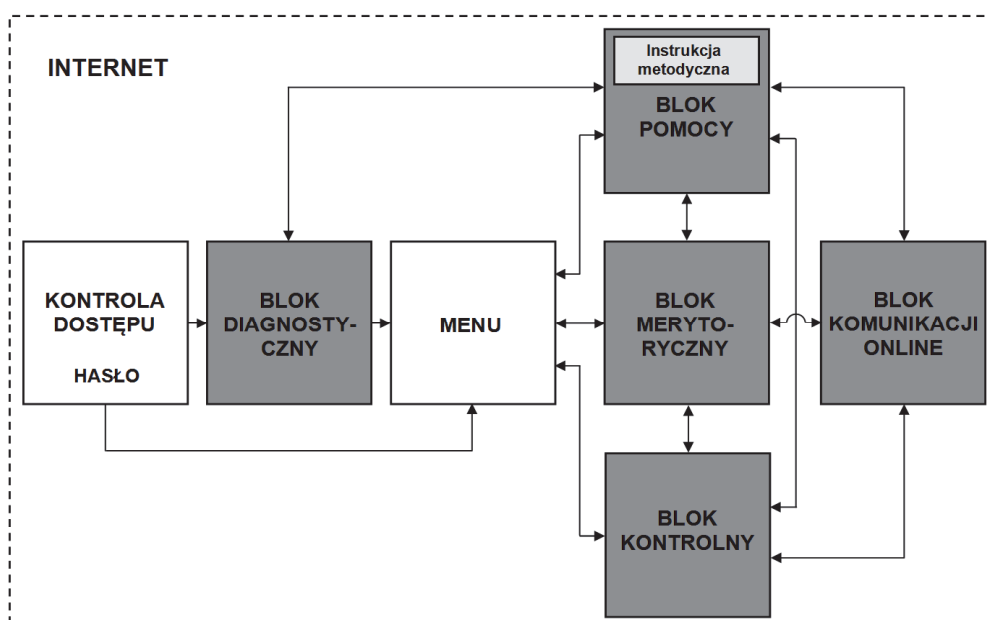 INTERNET
Instrukcja
metodyczna
BLOK
POMOCY
KONTROLA
DOSTĘPU
HASŁO
BLOK
DIAGNOSTY-
CZNY
MENU
BLOK
MERYTO-
RYCZNY
BLOK
KOMUNIKACJI
ONLINE
BLOK
KONTROLNY